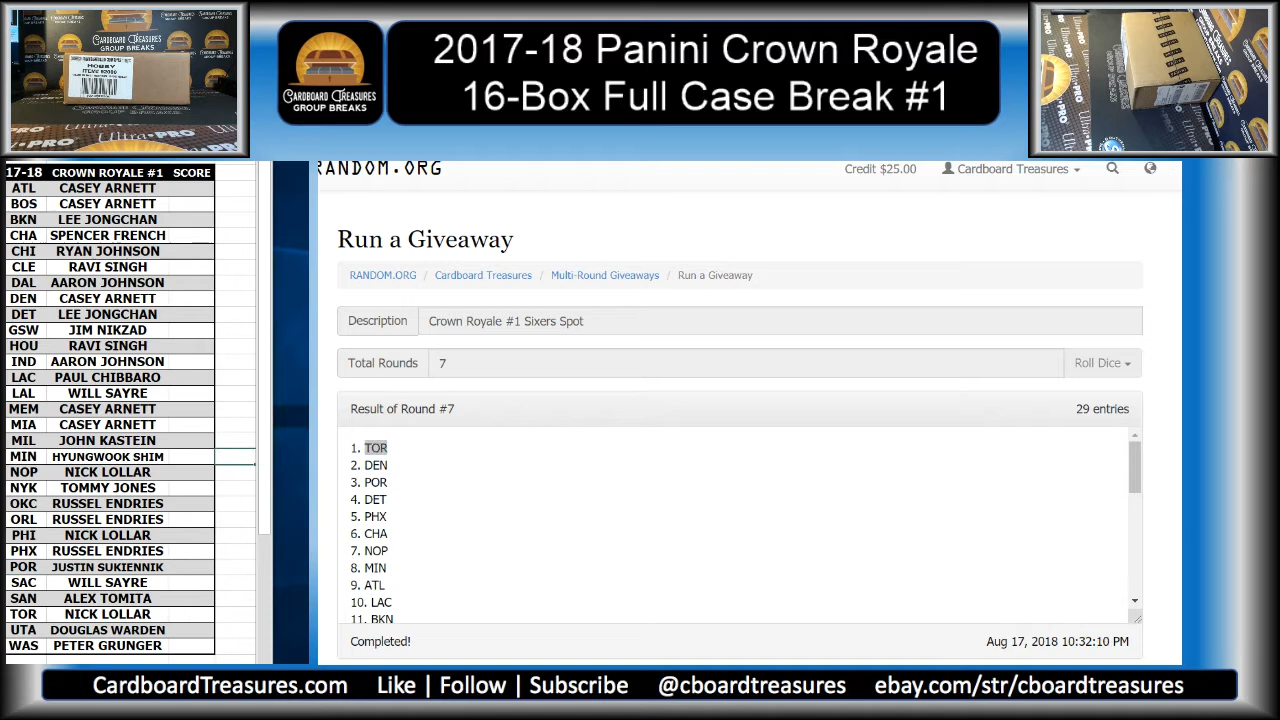 CARDBOARD TREASURES
GROUP BREAKS
HOBBY
Ultra•PRO
CARDBOARD TREASURES
GROUP BREAKS
2017-18 Panini Crown Royale
16-Box Full Case Break #1
17-18 CROWN ROYALE #1 SCORE
ATL CASEY ARNETT
BOS CASEY ARNETT
BKN LEE JONGCHAN
CHA SPENCER FRENCH
CHI RYAN JOHNSON
CLE RAVI SINGH
DAL AARON JOHNSON
DEN CASEY ARNETT
DET LEE JONGCHAN
GSW JIM NIKZAD
HOU RAVI SINGH
IND AARON JOHNSON
LAC PAUL CHIBBARO
LAL WILL SAYRE
MEM CASEY ARNETT
MIA CASEY ARNETT
MIL JOHN KASTEIN
MIN HYUNGWOOK SHIM
NOP NICK LOLLAR
NYK TOMMY JONES
OKC RUSSEL ENDRIES
ORL RUSSEL ENDRIES
PHI NICK LOLLAR
PHX RUSSEL ENDRIES
POR JUSTIN SUKIENNIK
SAC WILL SAYRE
SAN ALEX TOMITA
TOR NICK LOLLAR
UTA DOUGLAS WARDEN
WAS PETER GRUNGER
RANDOM.ORG Credit $25.00 Cardboard Treasures
Run a Giveaway
RANDOM.ORG / Cardboard Treasures / Multi-Round Giveaways / Run a Giveaway
Description Crown Royale #1 Sixers Spot
Total Rounds 7 Roll Dice
Result of Round #7 29 entries
1. TOR
2. DEN
3. POR
4. DET
5. PHX
6. CHA
7. NOP
8. MIN
9. ATL
10. LAC
11. BKN
Completed! Aug 17, 2018 10:32:10 PM
CardboardTreasures.com Like | Follow | Subscribe @cboardtreasures ebay.com/str/cboardtreasures